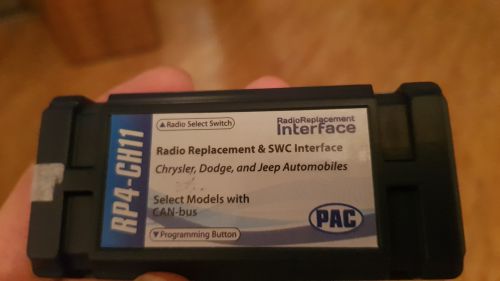 ▲Radio Select Switch
RadioReplacement
Interface
RP4-CH11
Radio Replacement & SWC Interface
Chrysler, Dodge, and Jeep Automobiles
Select Models with
CAN-bus
PAC
▼Programming Button